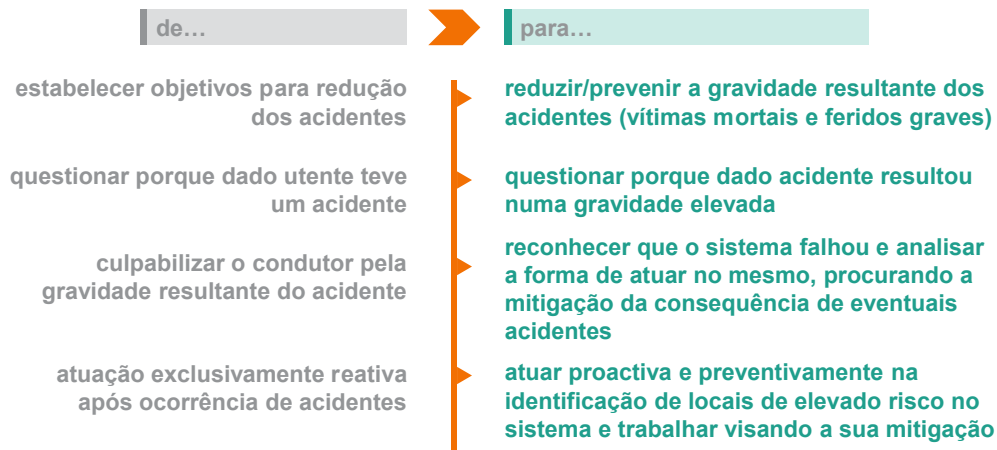 de…
para…
estabelecer objetivos para redução
dos acidentes
reduzir/prevenir a gravidade resultante dos
acidentes (vítimas mortais e feridos graves)
questionar porque dado utente teve
um acidente
questionar porque dado acidente resultou
numa gravidade elevada
culpabilizar o condutor pela
gravidade resultante do acidente
reconhecer que o sistema falhou e analisar
a forma de atuar no mesmo, procurando a
mitigação da consequência de eventuais
acidentes
atuação exclusivamente reativa
após ocorrência de acidentes
atuar proactiva e preventivamente na
identificação de locais de elevado risco no
sistema e trabalhar visando a sua mitigação